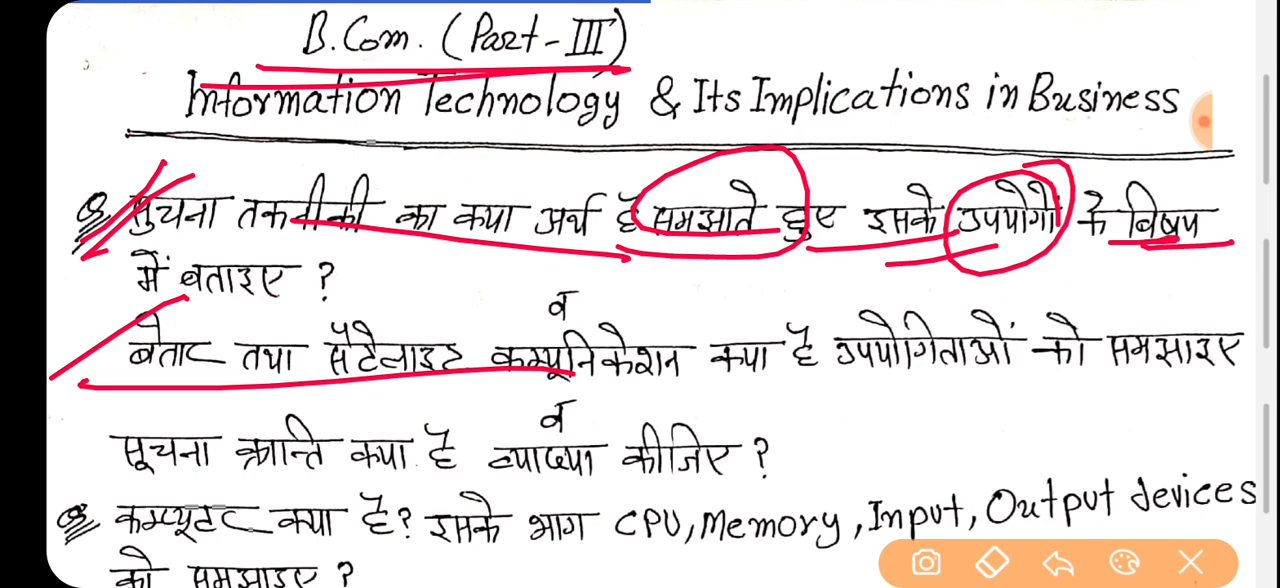 B.Com. (Part-III)
Information Technology & Its Implications in Business
Q. सुचना तकनीकी का क्या अर्थ है समझाते हुए इसके उपयोगों के विषय
में बताइए ?
व
बेतार तथा सैटेलाइट कम्यूनिकेशन क्या है उपयोगिताओं को समझाइए
व
सूचना क्रान्ति क्या है व्याख्या कीजिए ?
Q. कम्प्यूटर क्या है? इसके भाग CPU, Memory, Input, Output devices
को समझाइए ?